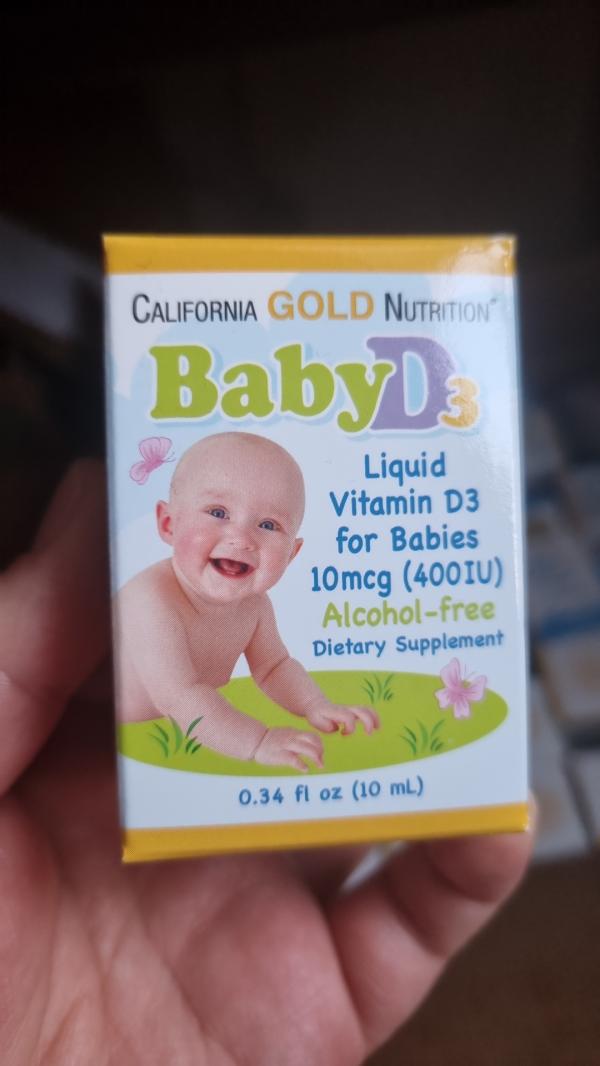 CALIFORNIA GOLD NUTRITION
BabyD3
Liquid
Vitamin D3
for Babies
10mcg (400IU)
Alcohol-free
Dietary Supplement
0.34 fl oz (10 mL)